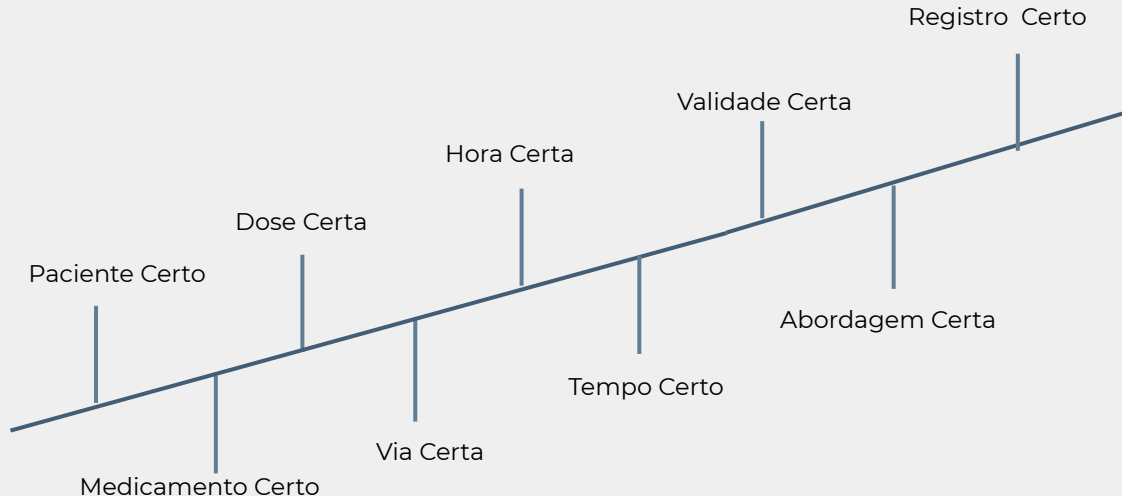 Registro Certo
Validade Certa
Hora Certa
Dose Certa
Paciente Certo
Abordagem Certa
Tempo Certo
Via Certa
Medicamento Certo